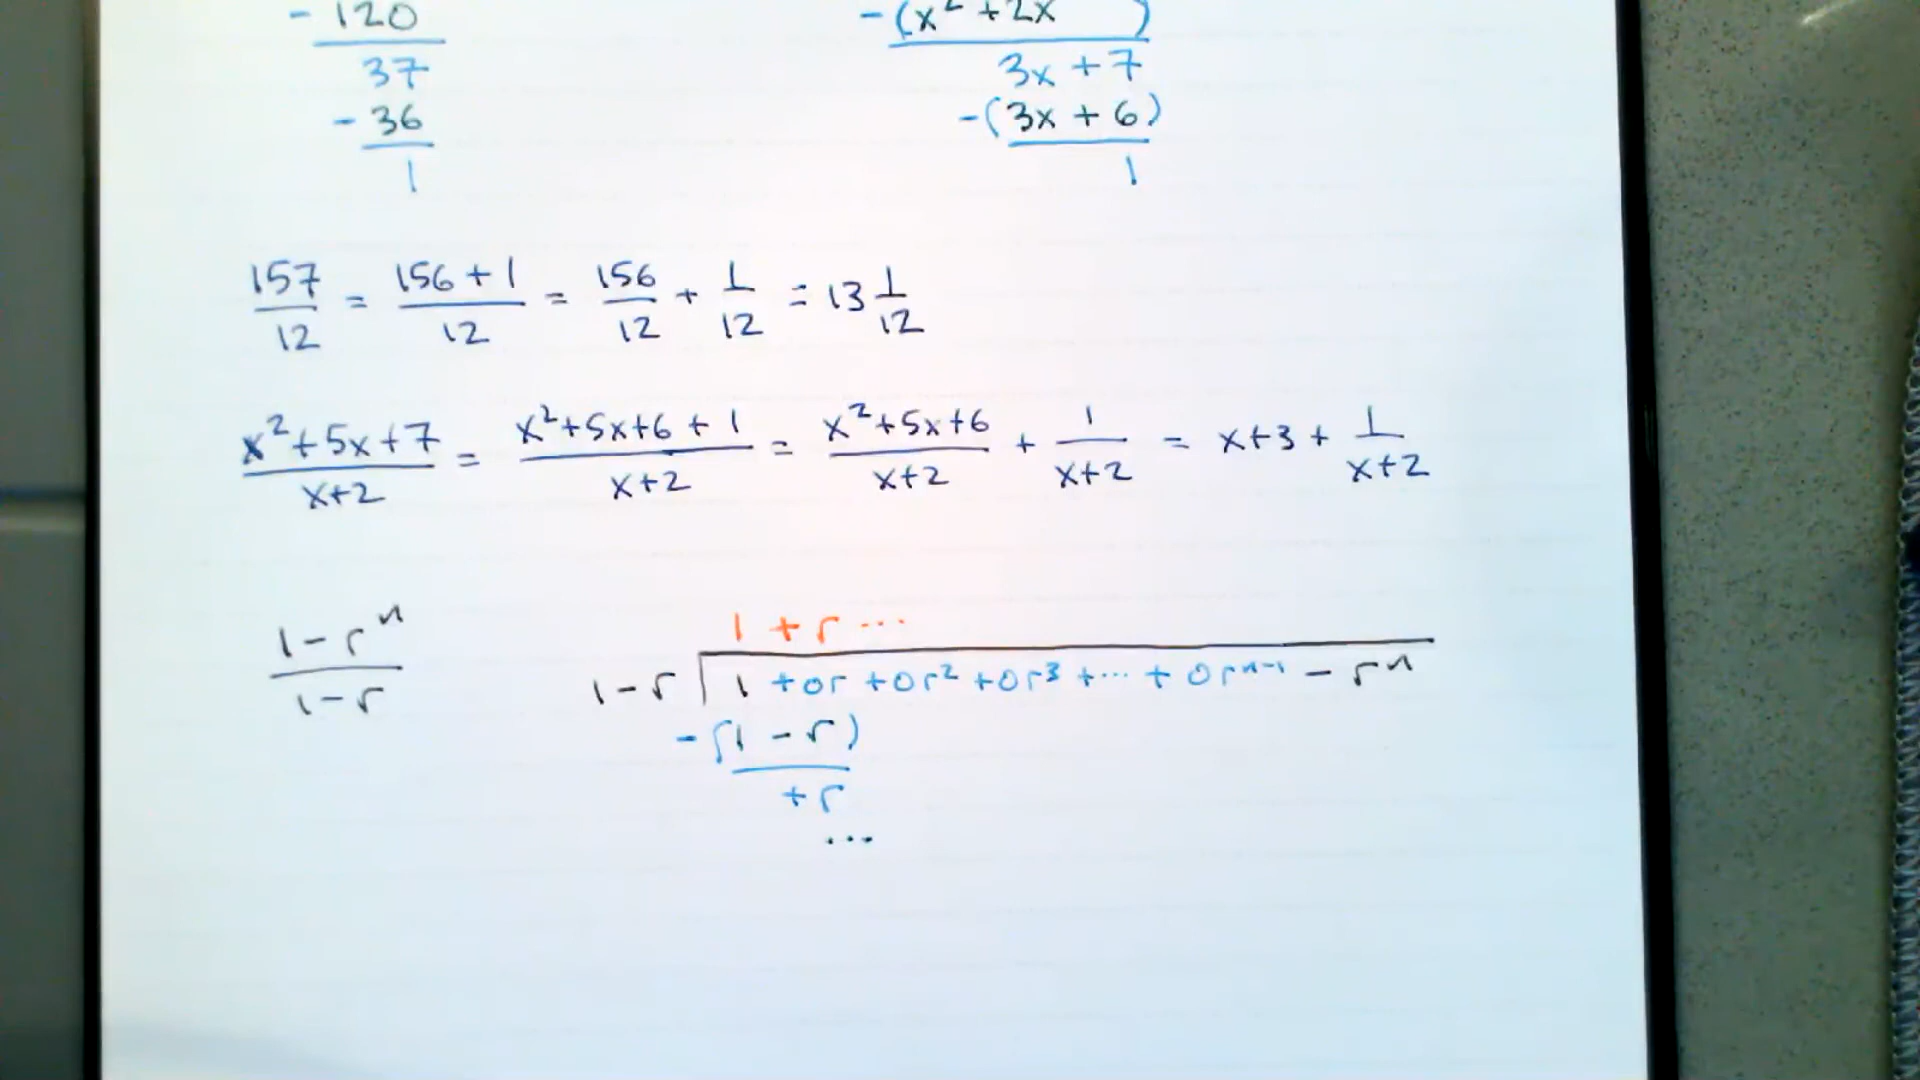 - 120
37
- 36
1
-(x² + 2x )
3x + 7
-(3x + 6)
1
157/12 = (156 + 1)/12 = 156/12 + 1/12 = 13 1/12
(x²+5x+7)/(x+2) = (x²+5x+6 + 1)/(x+2) = (x²+5x+6)/(x+2) + 1/(x+2) = x+3 + 1/(x+2)
(1-rⁿ)/(1-r)
1 + r ...
1-r ) 1 +0r +0r² +0r³ +... + 0rⁿ⁻¹ - rⁿ
-(1 - r)
+r
...